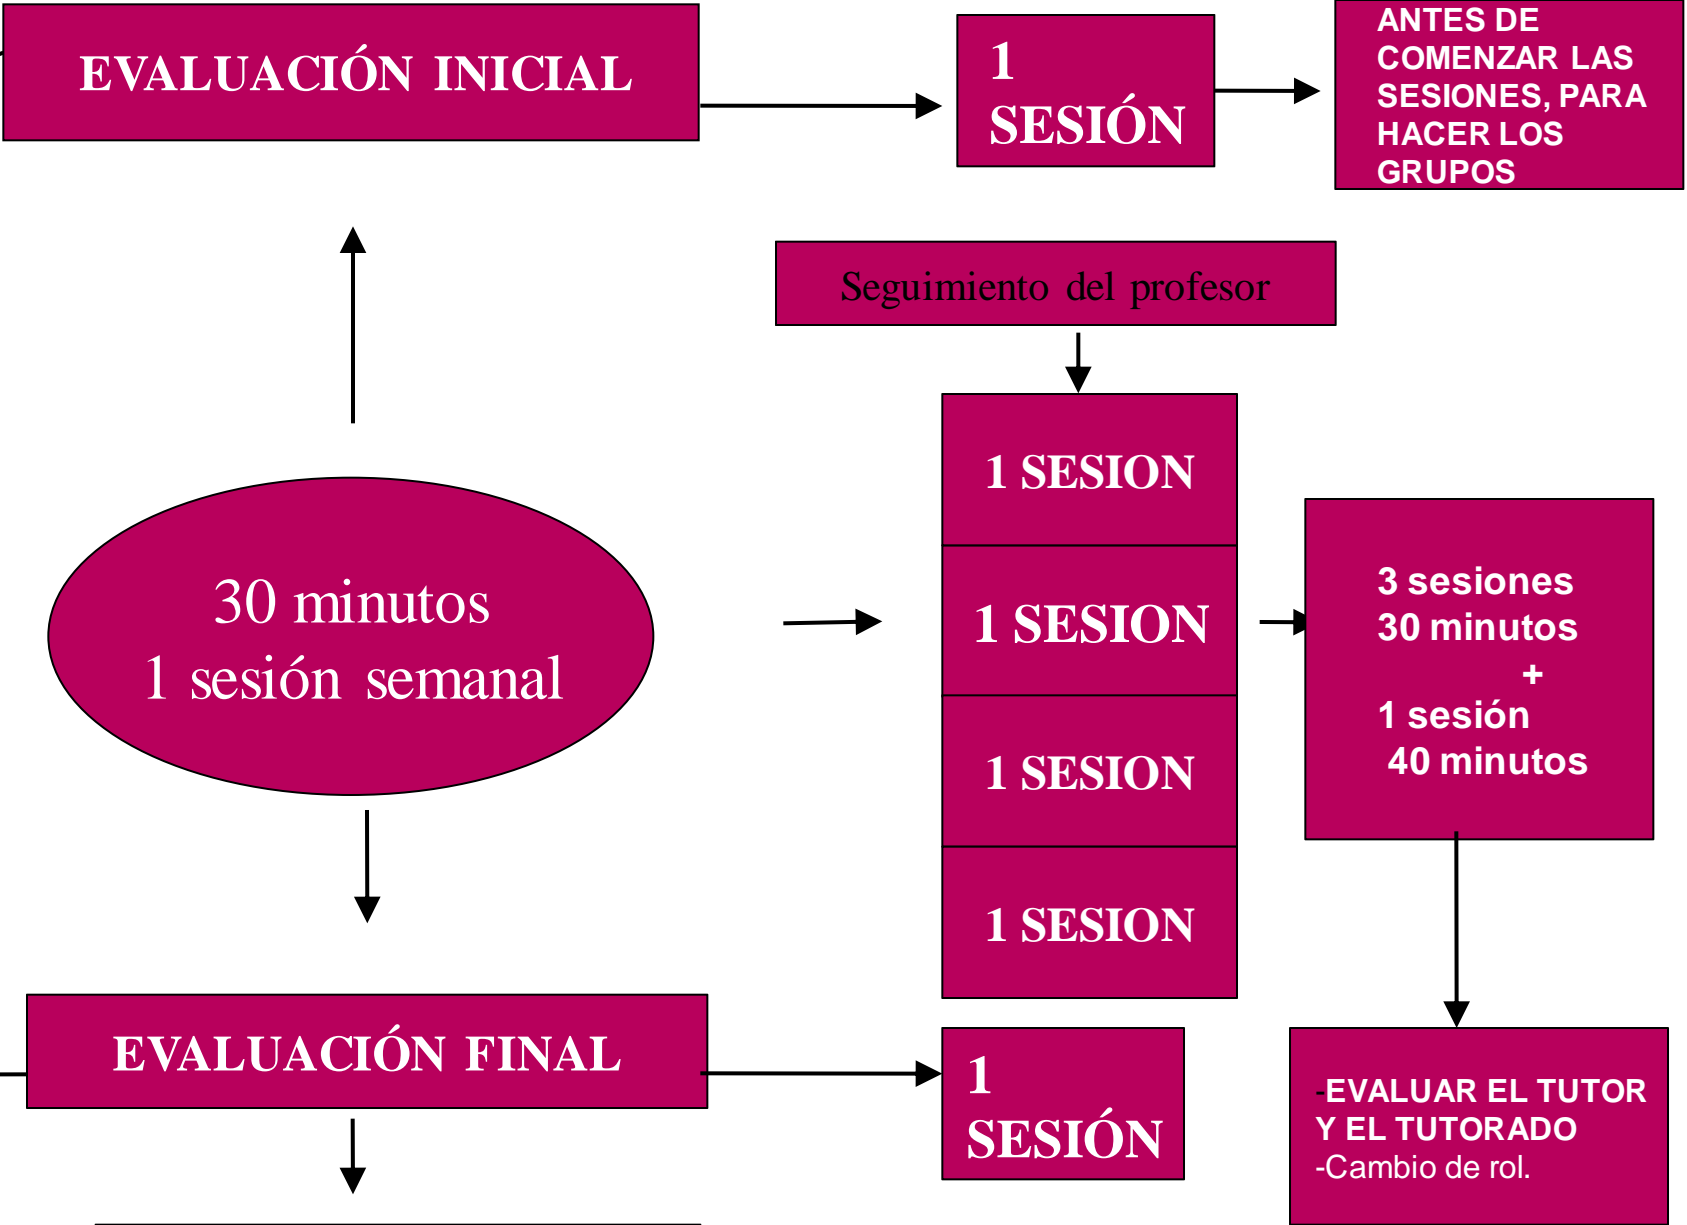 EVALUACIÓN INICIAL
1
SESIÓN
ANTES DE
COMENZAR LAS
SESIONES, PARA
HACER LOS
GRUPOS
Seguimiento del profesor
30 minutos
1 sesión semanal
1 SESION
1 SESION
1 SESION
1 SESION
3 sesiones
30 minutos
+
1 sesión
40 minutos
EVALUACIÓN FINAL
1
SESIÓN
-EVALUAR EL TUTOR
Y EL TUTORADO
-Cambio de rol.